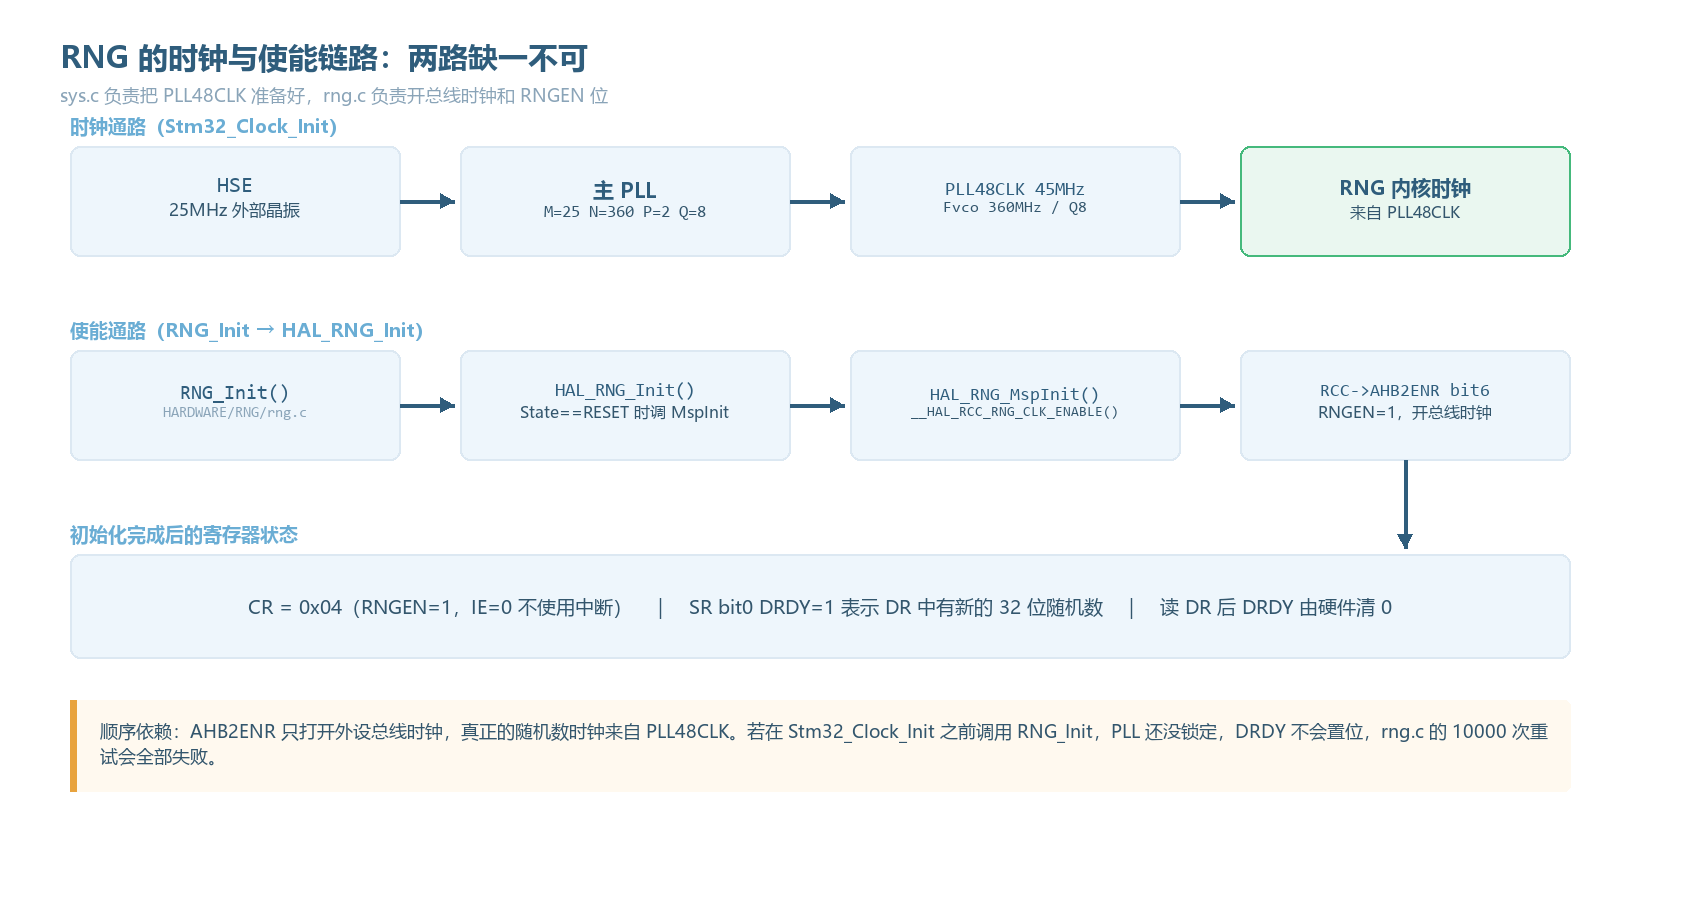 RNG 的时钟与使能链路：两路缺一不可
sys.c 负责把 PLL48CLK 准备好，rng.c 负责开总线时钟和 RNGEN 位
时钟通路（Stm32_Clock_Init）
HSE
25MHz 外部晶振
主 PLL
M=25 N=360 P=2 Q=8
PLL48CLK 45MHz
Fvco 360MHz / Q8
RNG 内核时钟
来自 PLL48CLK
使能通路（RNG_Init → HAL_RNG_Init）
RNG_Init()
HARDWARE/RNG/rng.c
HAL_RNG_Init()
State==RESET 时调 MspInit
HAL_RNG_MspInit()
__HAL_RCC_RNG_CLK_ENABLE()
RCC->AHB2ENR bit6
RNGEN=1，开总线时钟
初始化完成后的寄存器状态
CR = 0x04（RNGEN=1，IE=0 不使用中断） | SR bit0 DRDY=1 表示 DR 中有新的 32 位随机数 | 读 DR 后 DRDY 由硬件清 0
顺序依赖：AHB2ENR 只打开外设总线时钟，真正的随机数时钟来自 PLL48CLK。若在 Stm32_Clock_Init 之前调用 RNG_Init，PLL 还没锁定，DRDY 不会置位，rng.c 的 10000 次重
试会全部失败。